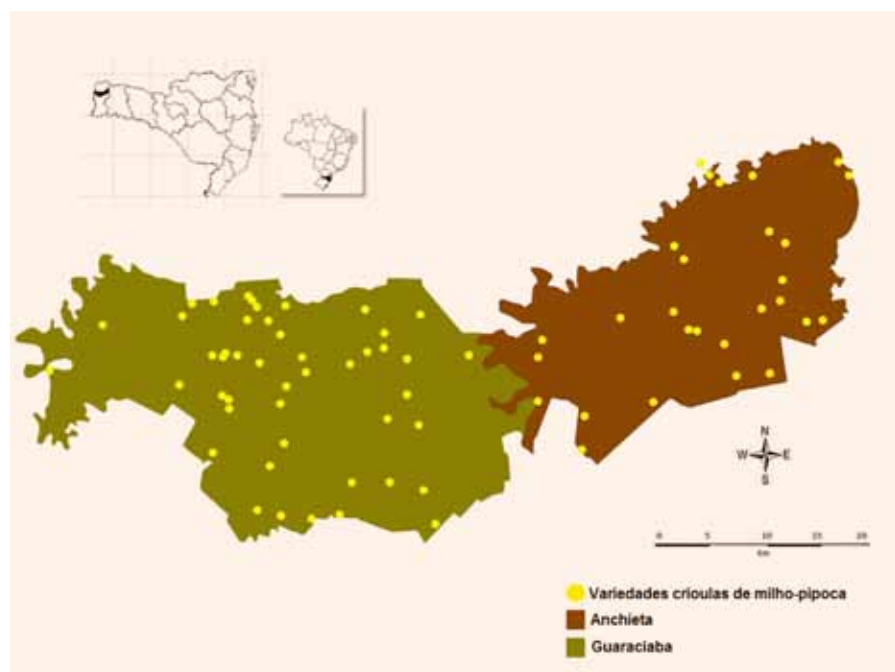 N
W E
S
0 5 10 15 20
Km
Variedades crioulas de milho-pipoca
Anchieta
Guaraciaba